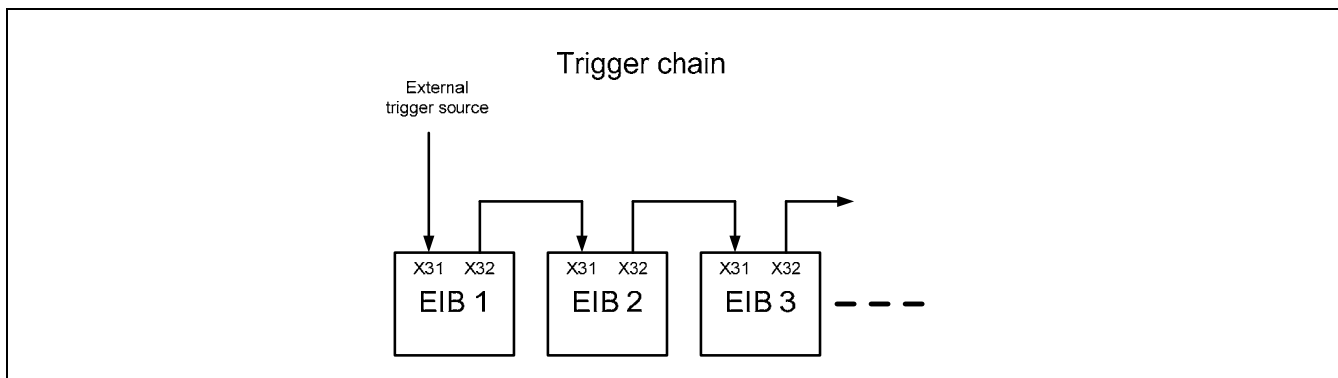 Trigger chain
External
trigger source
X31 X32 X31 X32 X31 X32
EIB 1 EIB 2 EIB 3